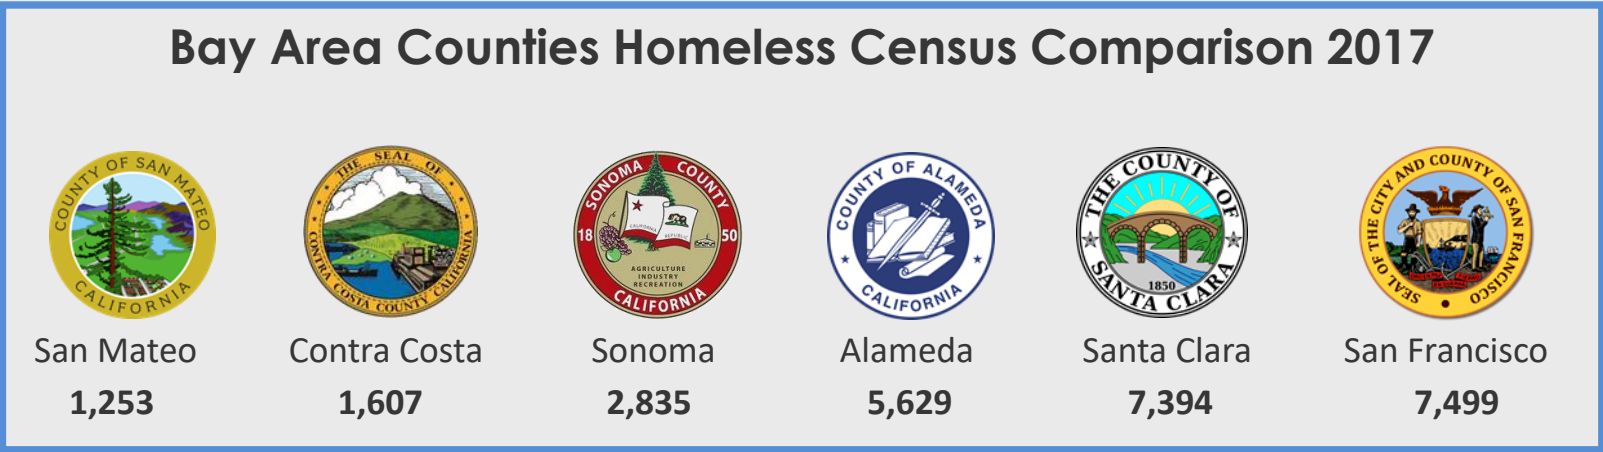 Bay Area Counties Homeless Census Comparison 2017
COUNTY OF SAN MATEO
CALIFORNIA
THE SEAL OF
CONTRA COSTA COUNTY CALIFORNIA
SONOMA COUNTY
18 50
CALIFORNIA REPUBLIC
AGRICULTURE
INDUSTRY
RECREATION
CALIFORNIA
COUNTY OF ALAMEDA
CALIFORNIA
THE COUNTY OF
1850
SANTA CLARA
SEAL OF THE CITY AND COUNTY OF SAN FRANCISCO
San Mateo
Contra Costa
Sonoma
Alameda
Santa Clara
San Francisco
1,253
1,607
2,835
5,629
7,394
7,499